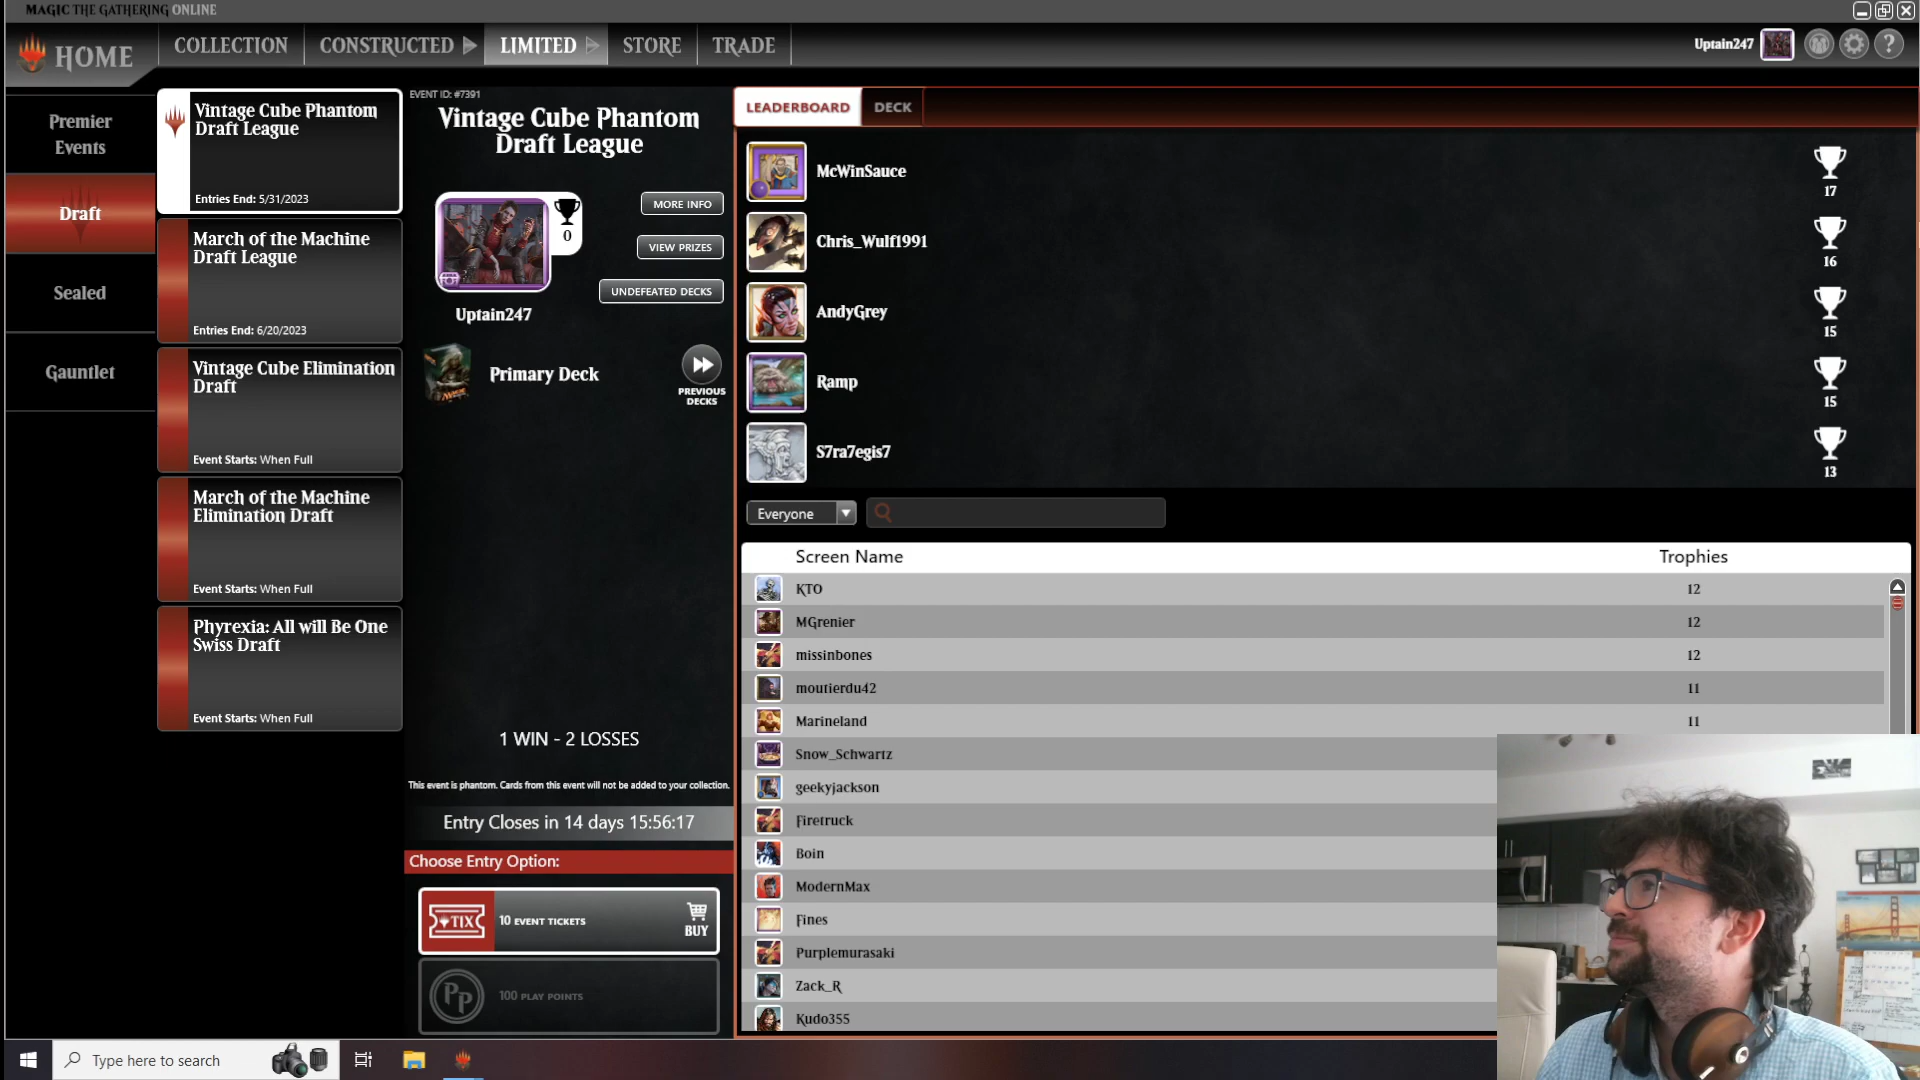 MAGIC THE GATHERING ONLINE
HOME
COLLECTION
CONSTRUCTED
LIMITED
STORE
TRADE
Uptain247
Premier
Events
Draft
Sealed
Gauntlet
Vintage Cube Phantom
Draft League
Entries End: 5/31/2023
March of the Machine
Draft League
Entries End: 6/20/2023
Vintage Cube Elimination
Draft
Event Starts: When Full
March of the Machine
Elimination Draft
Event Starts: When Full
Phyrexia: All will Be One
Swiss Draft
Event Starts: When Full
EVENT ID: #7391
Vintage Cube Phantom
Draft League
0
Uptain247
MORE INFO
VIEW PRIZES
UNDEFEATED DECKS
Primary Deck
PREVIOUS
DECKS
1 WIN - 2 LOSSES
This event is phantom. Cards from this event will not be added to your collection.
Entry Closes in 14 days 15:56:17
Choose Entry Option:
TIX
10 EVENT TICKETS
BUY
PP
100 PLAY POINTS
LEADERBOARD
DECK
McWinSauce
17
Chris_Wulf1991
16
AndyGrey
15
Ramp
15
S7ra7egis7
13
Everyone
Screen Name
Trophies
KTO
12
MGrenier
12
missinbones
12
moutierdu42
11
Marineland
11
Snow_Schwartz
geekyjackson
Firetruck
Boin
ModernMax
Fines
Purplemurasaki
Zack_R
Kudo355
Type here to search